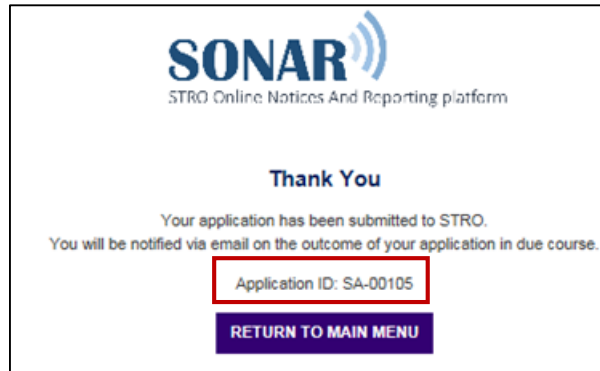 SONAR
STRO Online Notices And Reporting platform
Thank You
Your application has been submitted to STRO.
You will be notified via email on the outcome of your application in due course.
Application ID: SA-00105
RETURN TO MAIN MENU